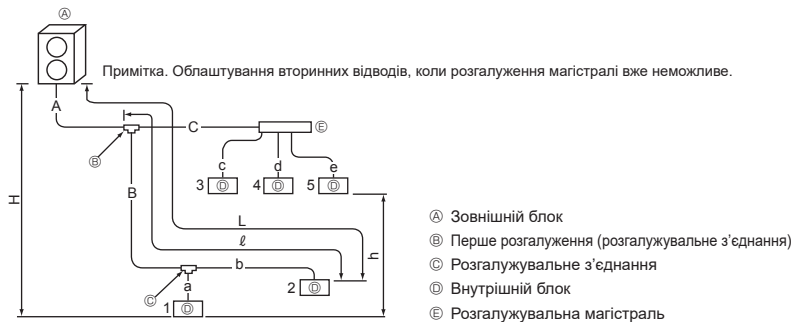 Ⓐ
Примітка. Облаштування вторинних відводів, коли розгалуження магістралі вже неможливе.
A
C
Ⓔ
Ⓑ
c
d
e
B
3 Ⓓ
4 Ⓓ
5 Ⓓ
H
L
h
ℓ
b
a
2 Ⓓ
Ⓒ
1 Ⓓ
Ⓐ Зовнішній блок
Ⓑ Перше розгалуження (розгалужувальне з’єднання)
Ⓒ Розгалужувальне з’єднання
Ⓓ Внутрішній блок
Ⓔ Розгалужувальна магістраль